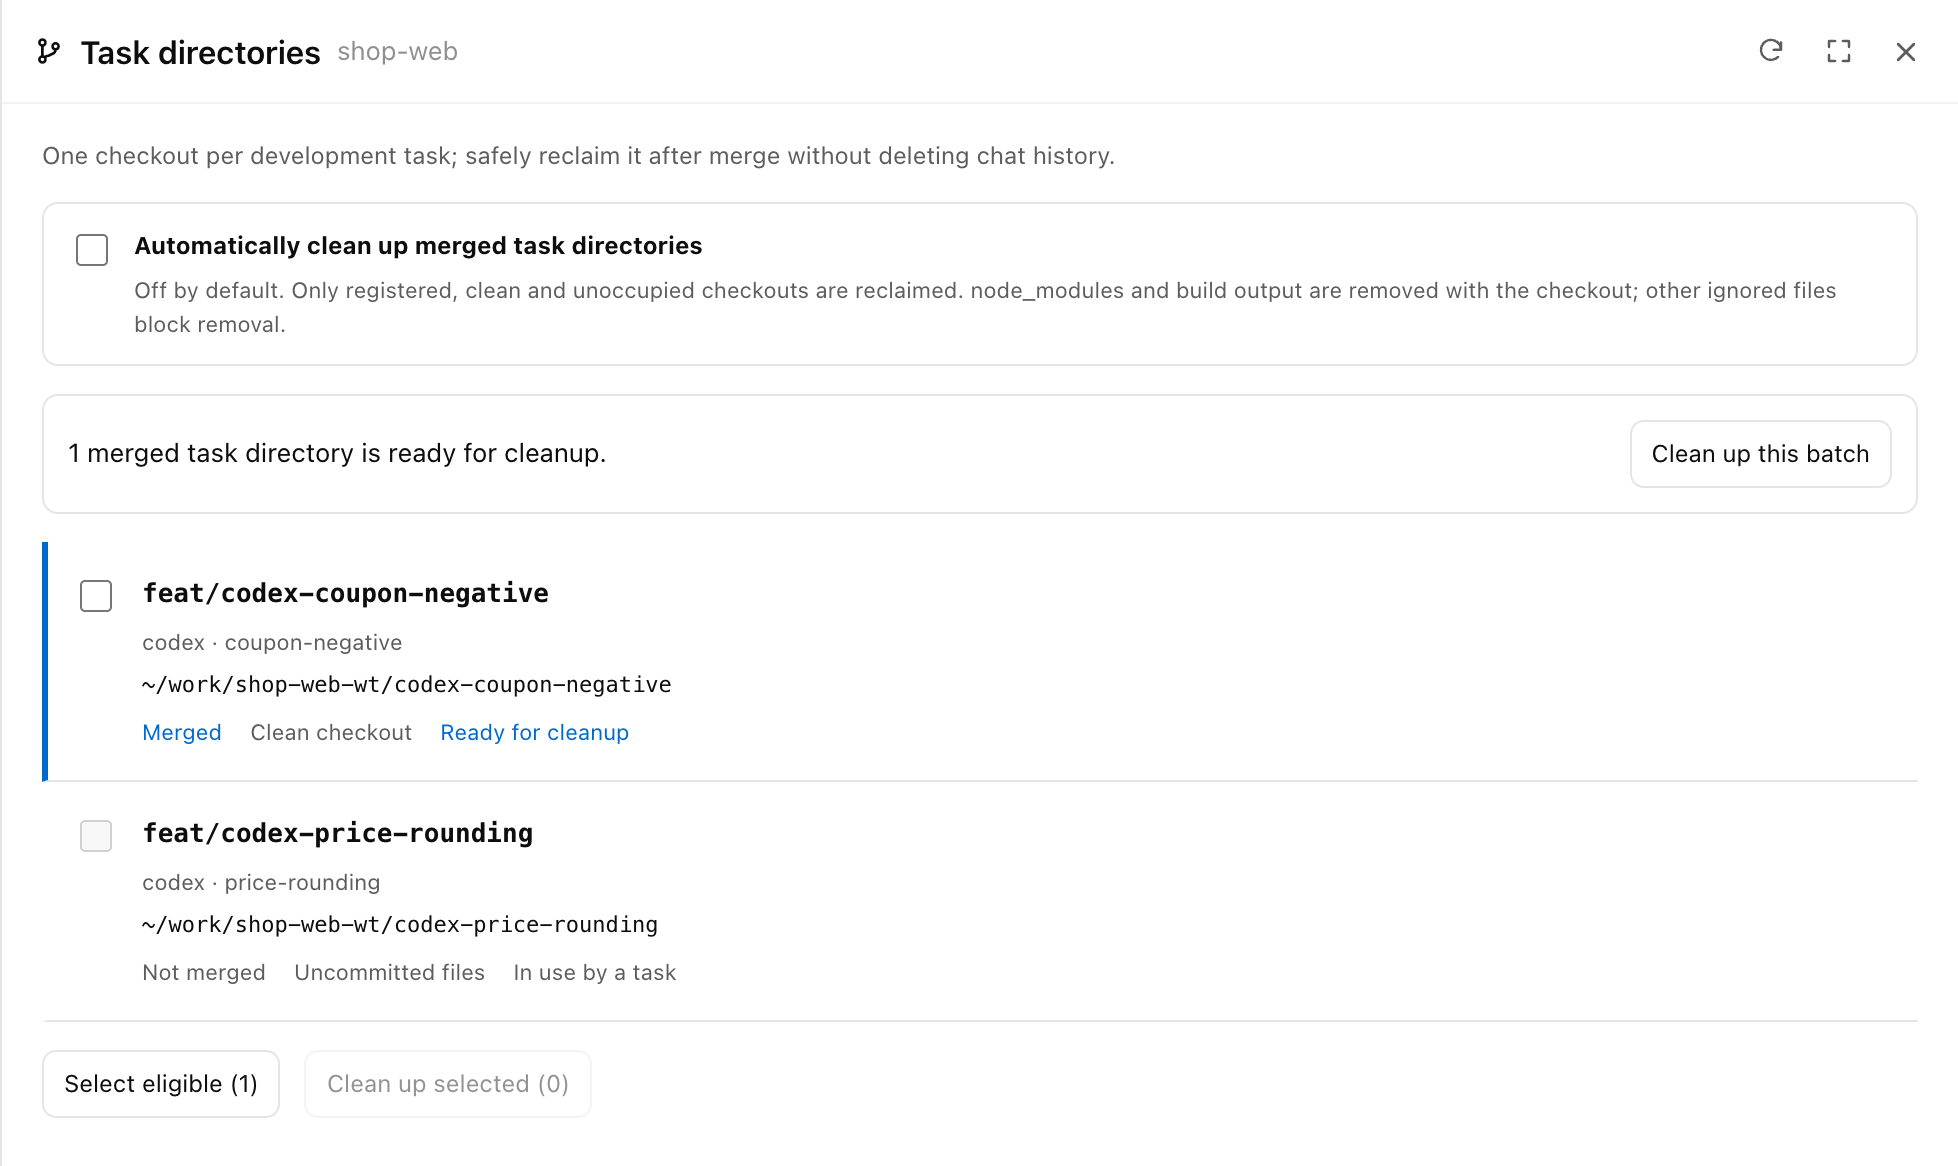 Task directories shop-web
One checkout per development task; safely reclaim it after merge without deleting chat history.
Automatically clean up merged task directories
Off by default. Only registered, clean and unoccupied checkouts are reclaimed. node_modules and build output are removed with the checkout; other ignored files
block removal.
1 merged task directory is ready for cleanup.
Clean up this batch
feat/codex-coupon-negative
codex · coupon-negative
~/work/shop-web-wt/codex-coupon-negative
Merged Clean checkout Ready for cleanup
feat/codex-price-rounding
codex · price-rounding
~/work/shop-web-wt/codex-price-rounding
Not merged Uncommitted files In use by a task
Select eligible (1) Clean up selected (0)